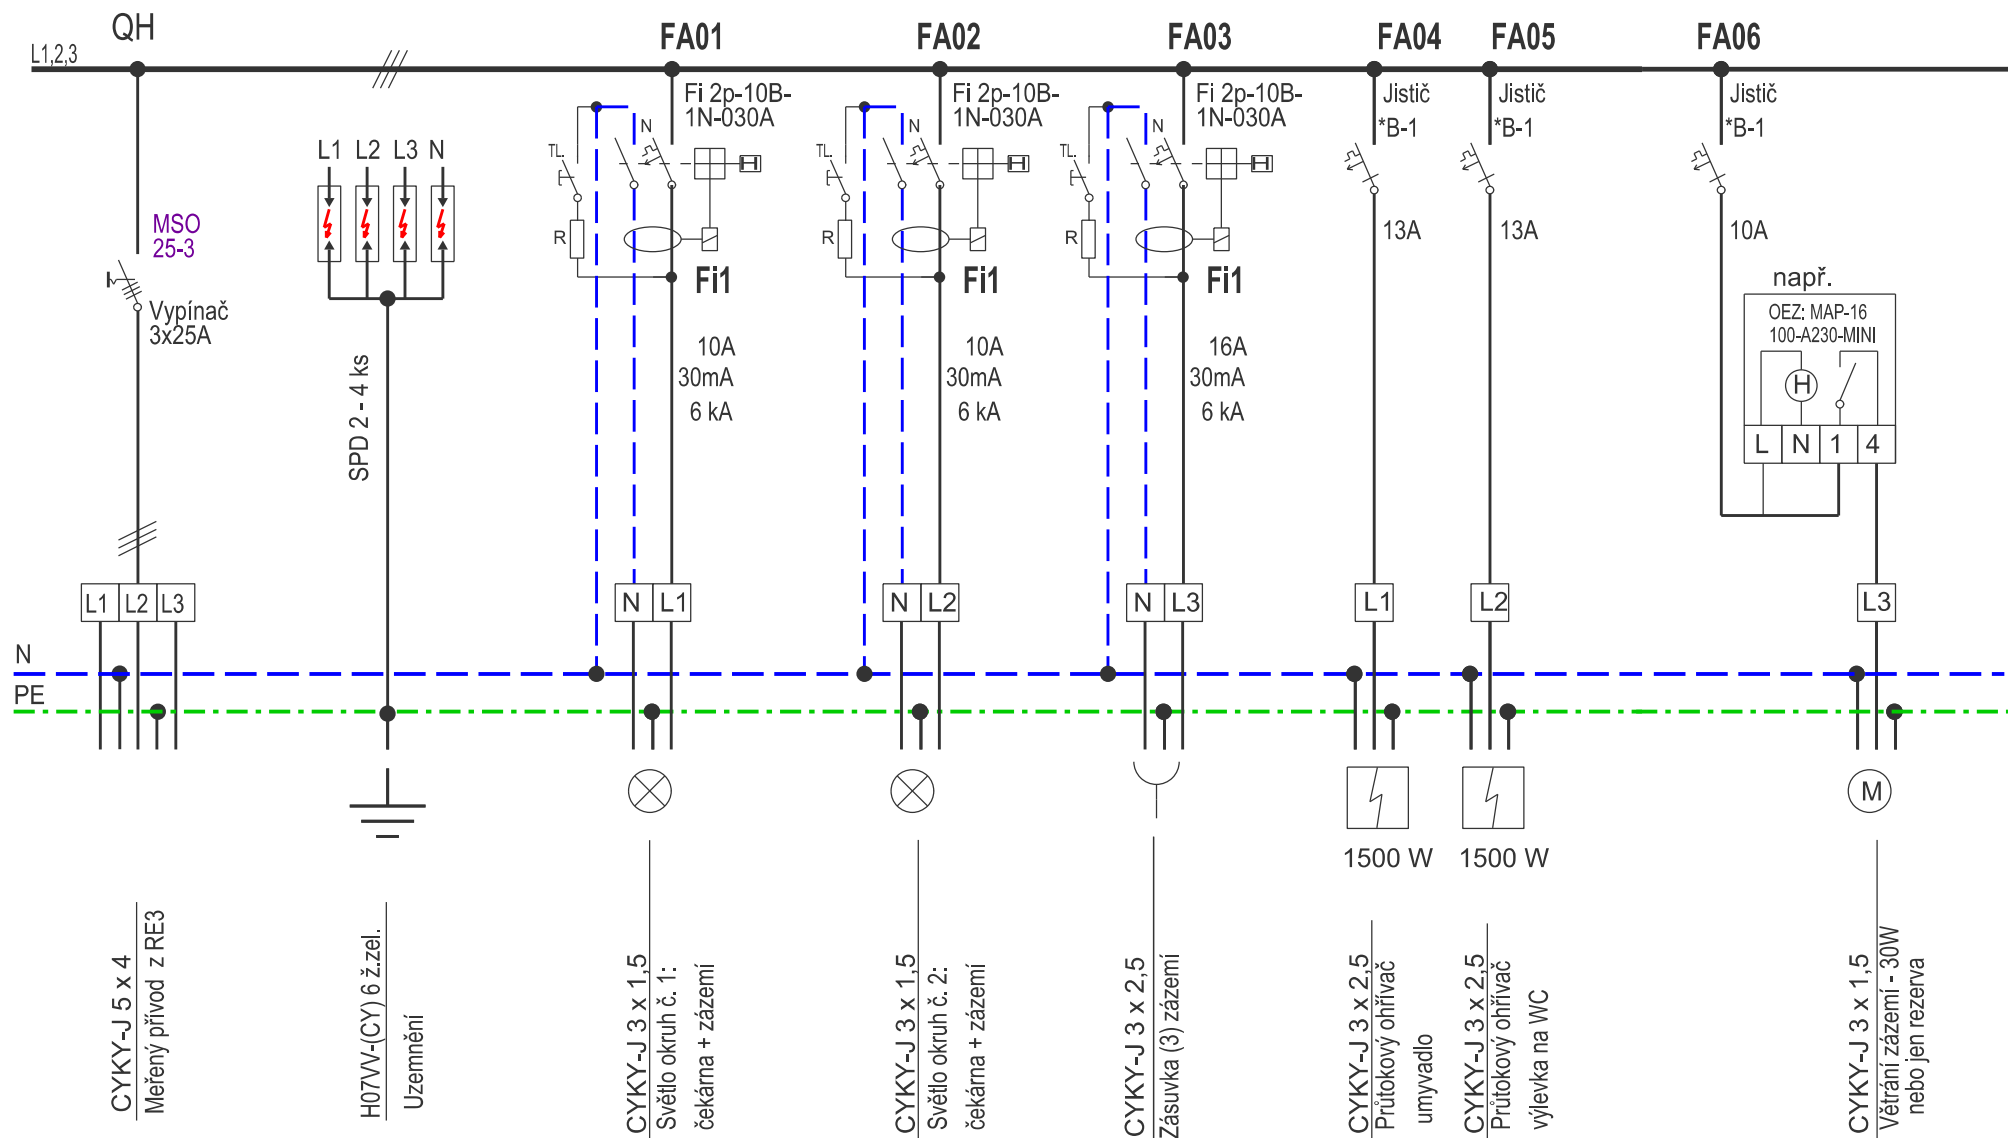 QH
FA01
FA02
FA03
FA04
FA05
FA06
L1,2,3
Fi 2p-10B-
1N-030A
Fi 2p-10B-
1N-030A
Fi 2p-10B-
1N-030A
Jistič
*B-1
Jistič
*B-1
Jistič
*B-1
L1 L2 L3 N
N
N
N
TL.
TL.
TL.
H
H
H
MSO
25-3
R
R
R
13A
13A
10A
Fi1
Fi1
Fi1
např.
Vypínač
3x25A
OEZ: MAP-16
100-A230-MINI
H
L N 1 4
10A
30mA
6 kA
10A
30mA
6 kA
16A
30mA
6 kA
SPD 2 - 4 ks
L1 L2 L3
N L1
N L2
N L3
L1
L2
L3
N
PE
M
1500 W
1500 W
CYKY-J 5 x 4
Meřený přívod z RE3
H07VV-(CY) 6 ž.zel.
Uzemnění
CYKY-J 3 x 1,5
Světlo okruh č. 1:
čekárna + zázemí
CYKY-J 3 x 1,5
Světlo okruh č. 2:
čekárna + zázemí
CYKY-J 3 x 2,5
Zásuvka (3) zázemí
CYKY-J 3 x 2,5
Průtokový ohřívač
umyvadlo
CYKY-J 3 x 2,5
Průtokový ohřívač
výlevka na WC
CYKY-J 3 x 1,5
Větrání zázemí - 30W
nebo jen rezerva